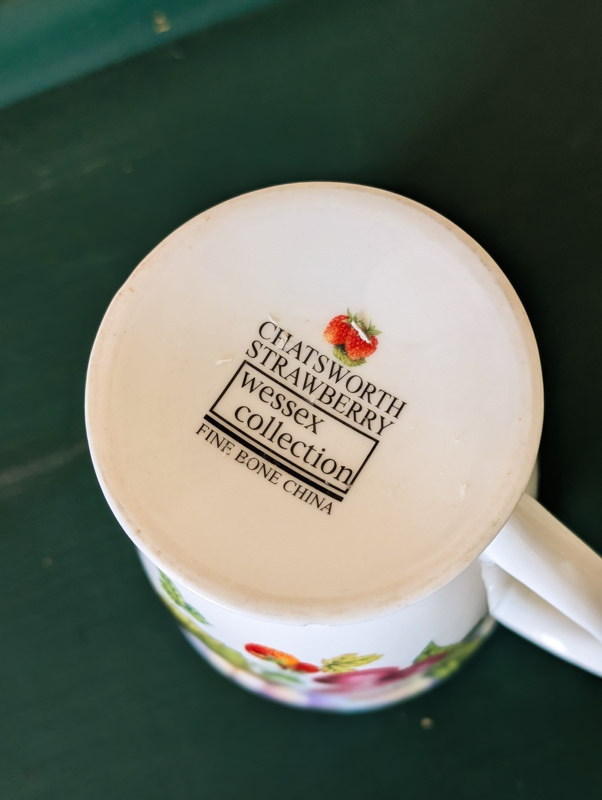 CHATSWORTH
STRAWBERRY
wessex
collection
FINE BONE CHINA